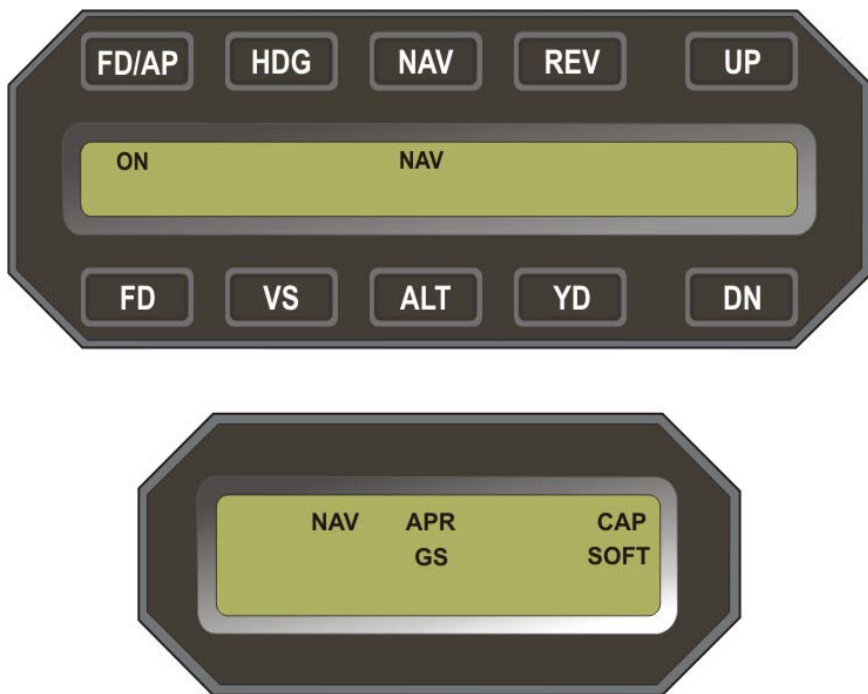 FD/AP HDG NAV REV UP
ON NAV
FD VS ALT YD DN
NAV APR CAP
GS SOFT